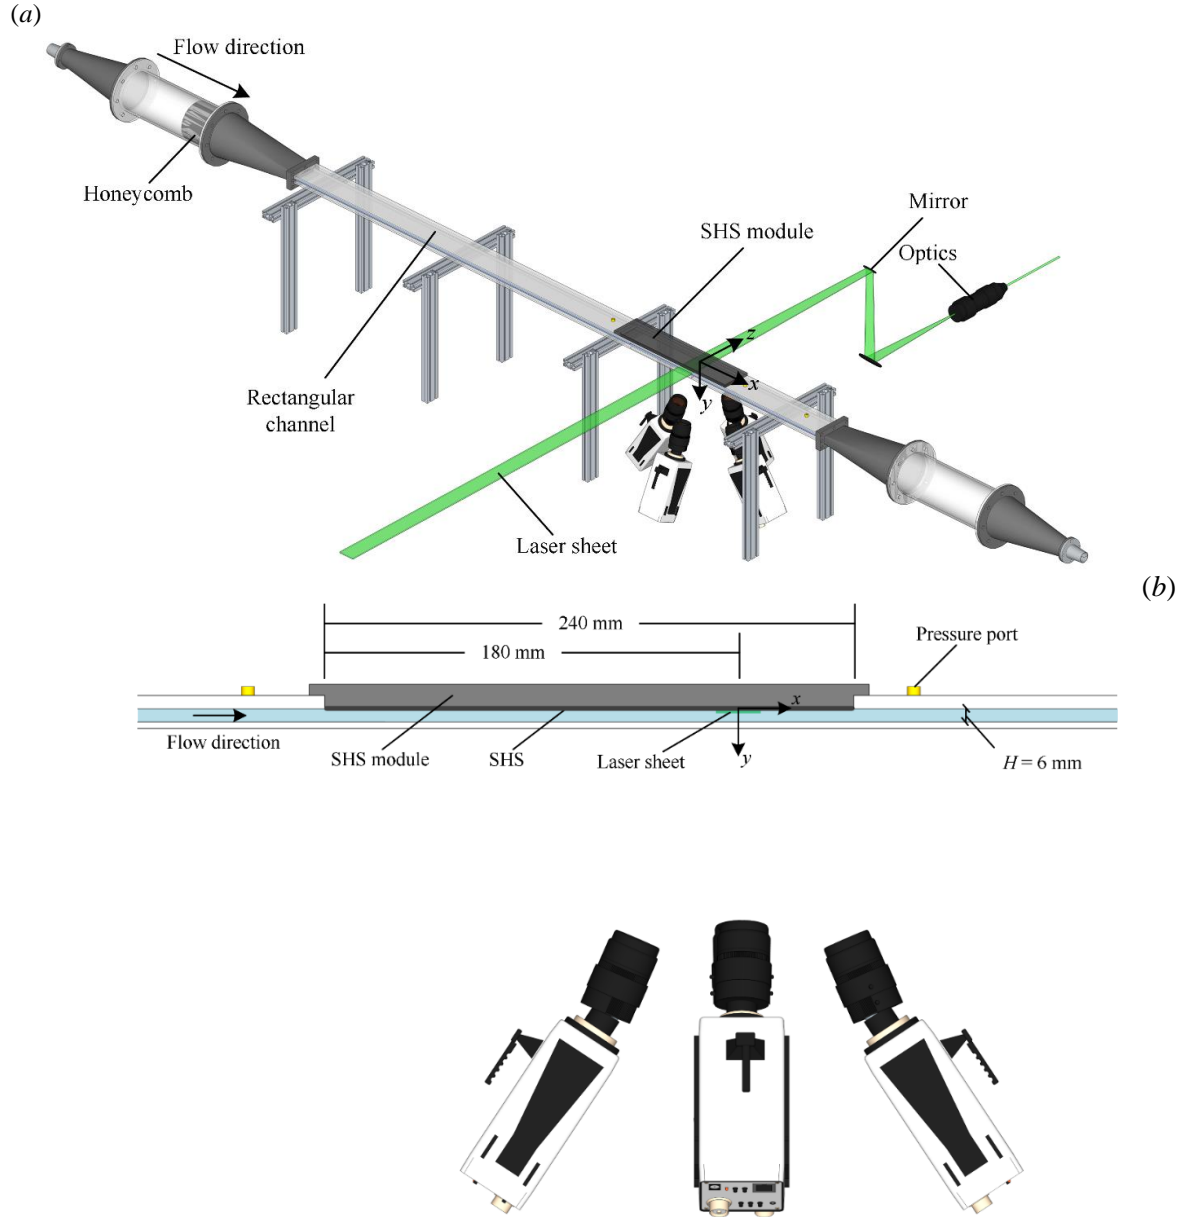 (a)
Flow direction
Honeycomb
Mirror
SHS module
Optics
z
x
y
Rectangular
channel
Laser sheet
(b)
240 mm
Pressure port
180 mm
x
Flow direction
SHS module
SHS
Laser sheet
y
H = 6 mm